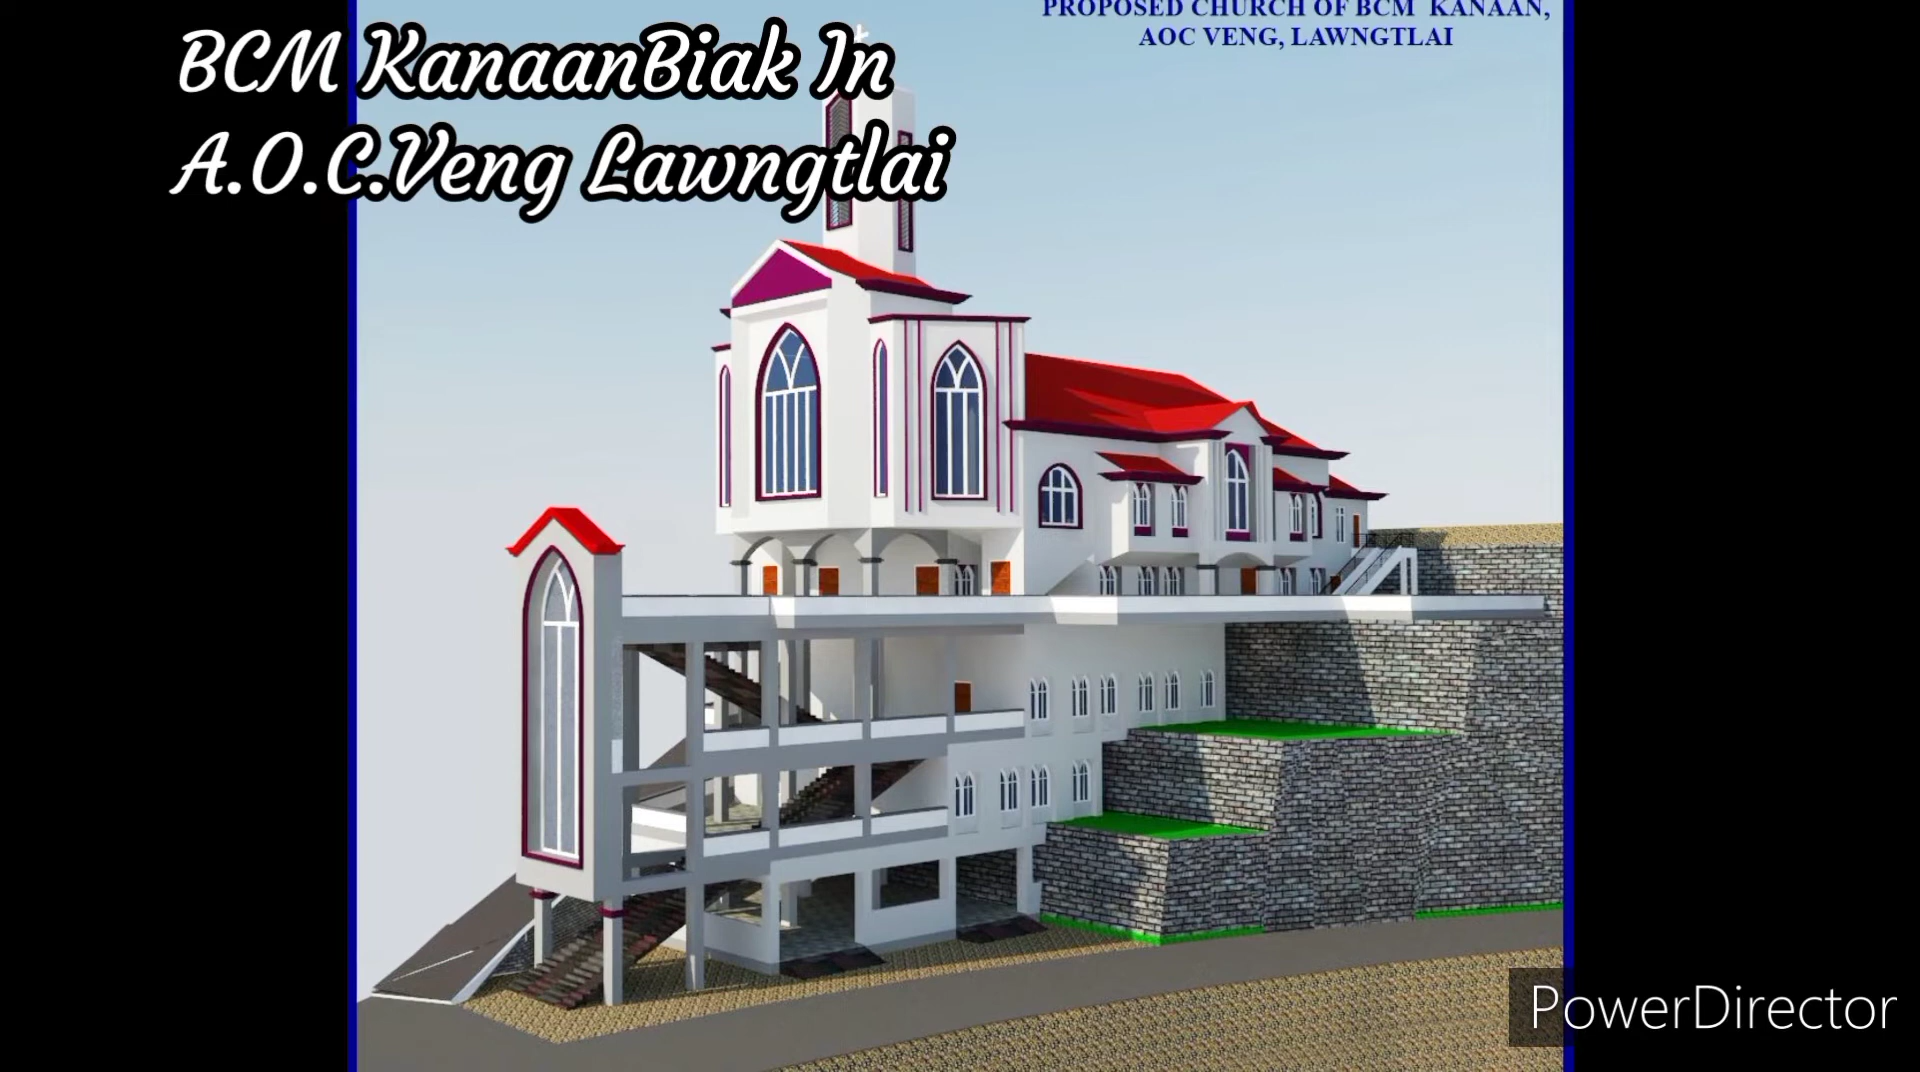 PROPOSED CHURCH OF BCM KANAAN,
AOC VENG, LAWNGTLAI
BCM KanaanBiak In
A.O.C.Veng Lawngtlai
PowerDirector